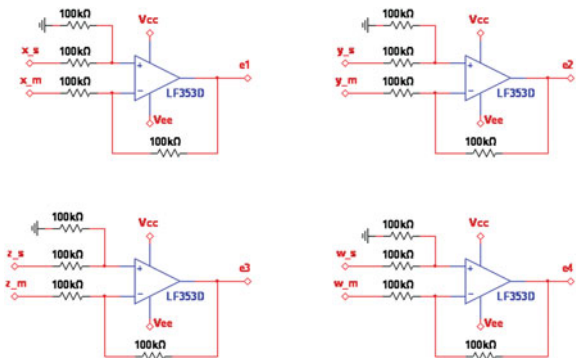 100kΩ
Vcc
x_s
100kΩ
e1
x_m
100kΩ
LF353D
Vee
100kΩ
100kΩ
Vcc
y_s
100kΩ
e2
y_m
100kΩ
LF353D
Vee
100kΩ
100kΩ
Vcc
z_s
100kΩ
e3
z_m
100kΩ
LF353D
Vee
100kΩ
100kΩ
Vcc
w_s
100kΩ
e4
w_m
100kΩ
LF353D
Vee
100kΩ